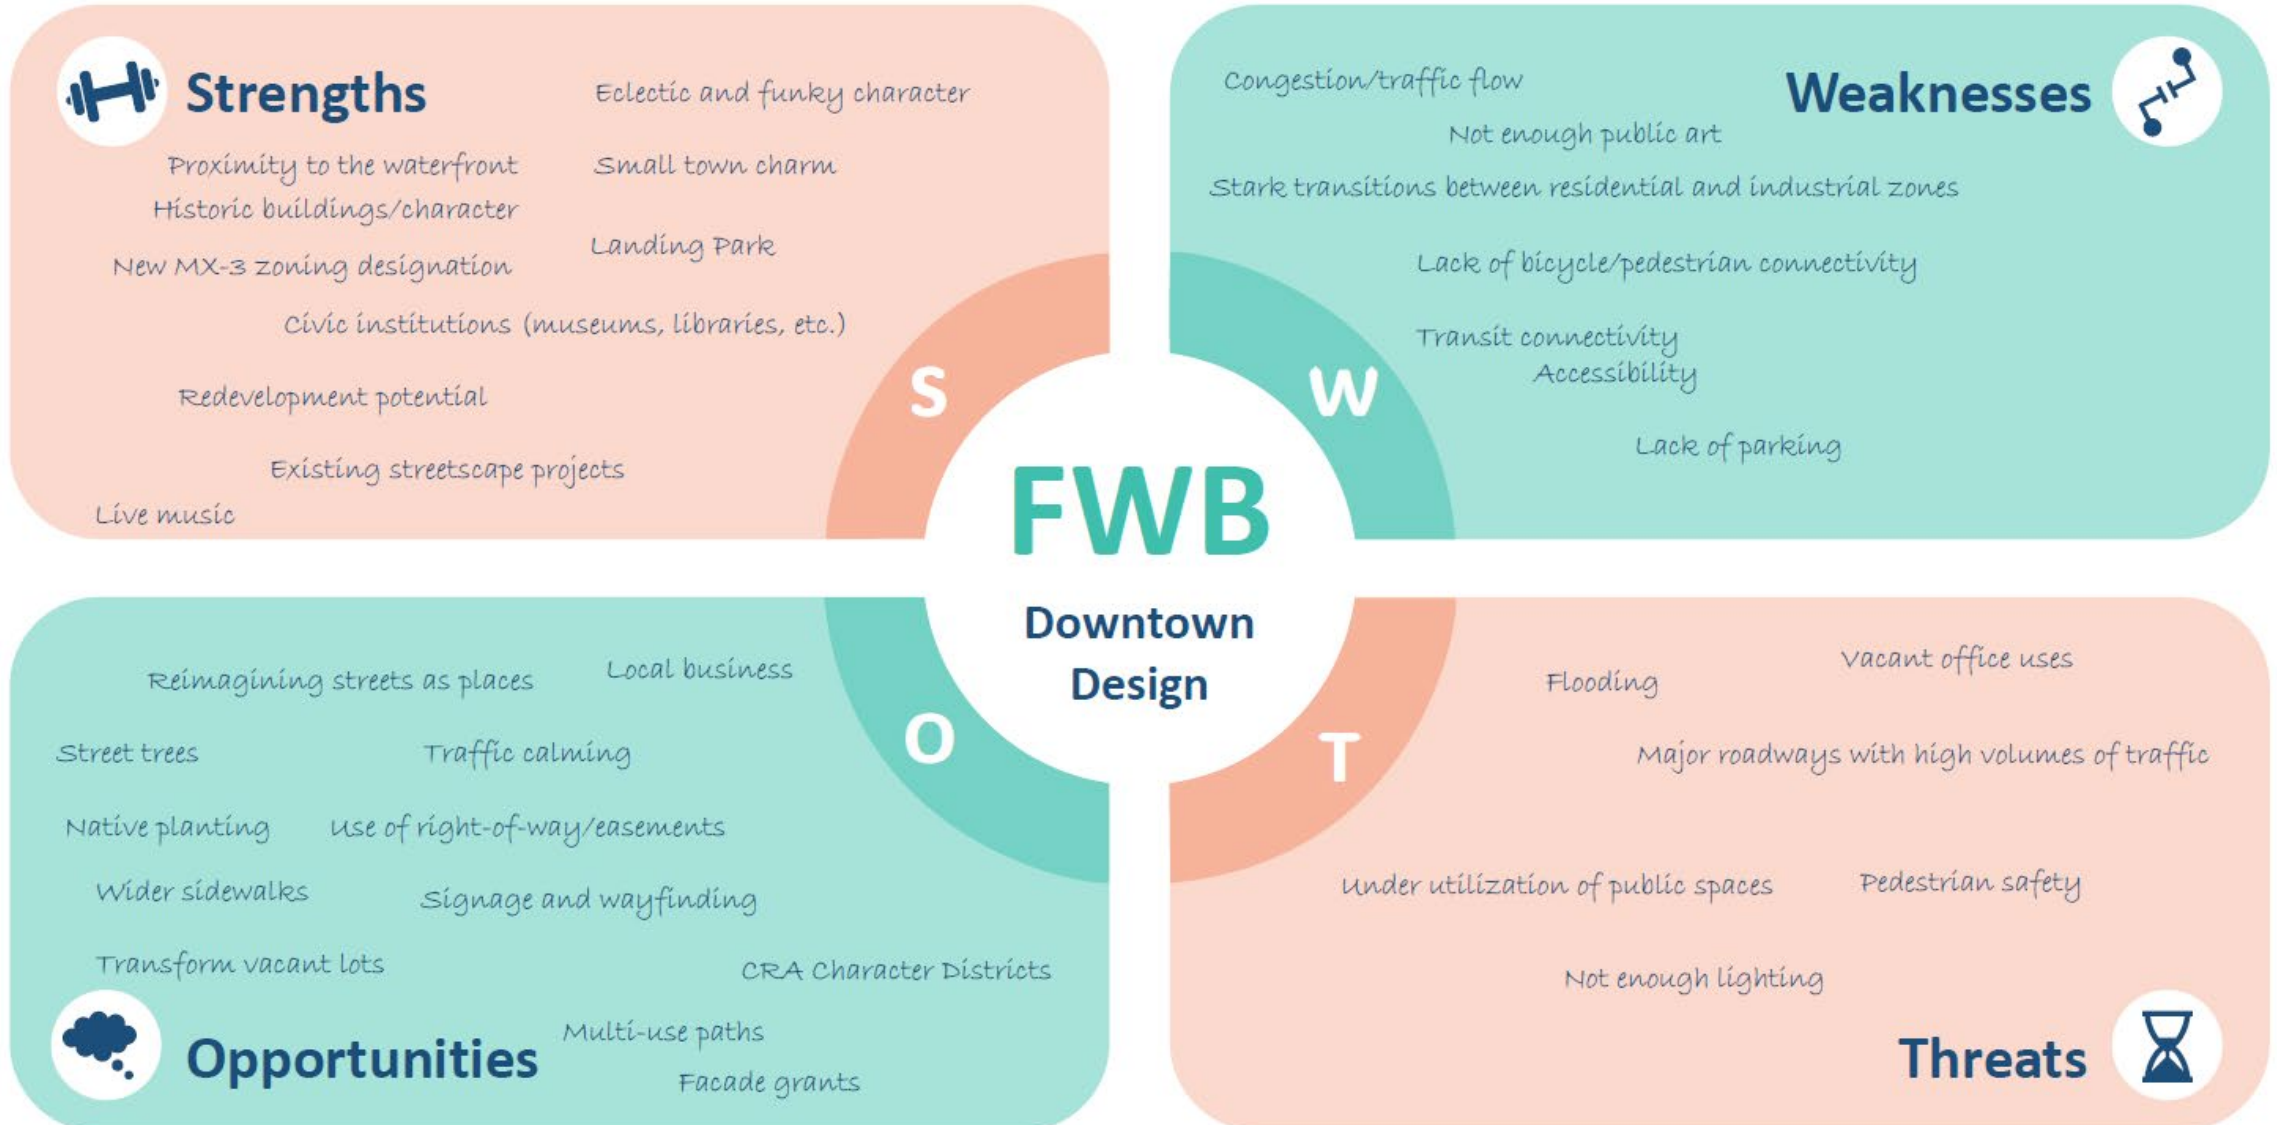 Strengths
Eclectic and funky character
Proximity to the waterfront
Small town charm
Historic buildings/character
Landing Park
New MX-3 zoning designation
Civic institutions (museums, libraries, etc.)
Redevelopment potential
Existing streetscape projects
Live music
S
Weaknesses
Congestion/traffic flow
Not enough public art
Stark transitions between residential and industrial zones
Lack of bicycle/pedestrian connectivity
Transit connectivity
Accessibility
Lack of parking
W
FWB
Downtown
Design
Reimagining streets as places
Local business
Street trees
Traffic calming
Native planting
Use of right-of-way/easements
Wider sidewalks
Signage and wayfinding
Transform vacant lots
CRA Character Districts
Multi-use paths
Facade grants
Opportunities
O
Vacant office uses
Flooding
Major roadways with high volumes of traffic
Under utilization of public spaces
Pedestrian safety
Not enough lighting
Threats
T